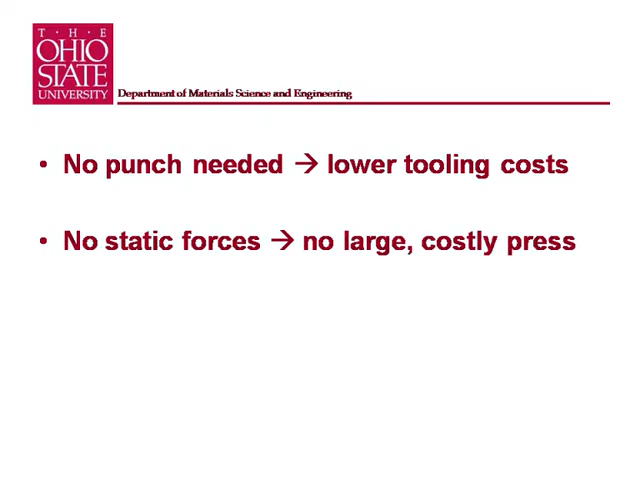 T · H · E
OHIO
STATE
UNIVERSITY
Department of Materials Science and Engineering
• No punch needed → lower tooling costs
• No static forces → no large, costly press